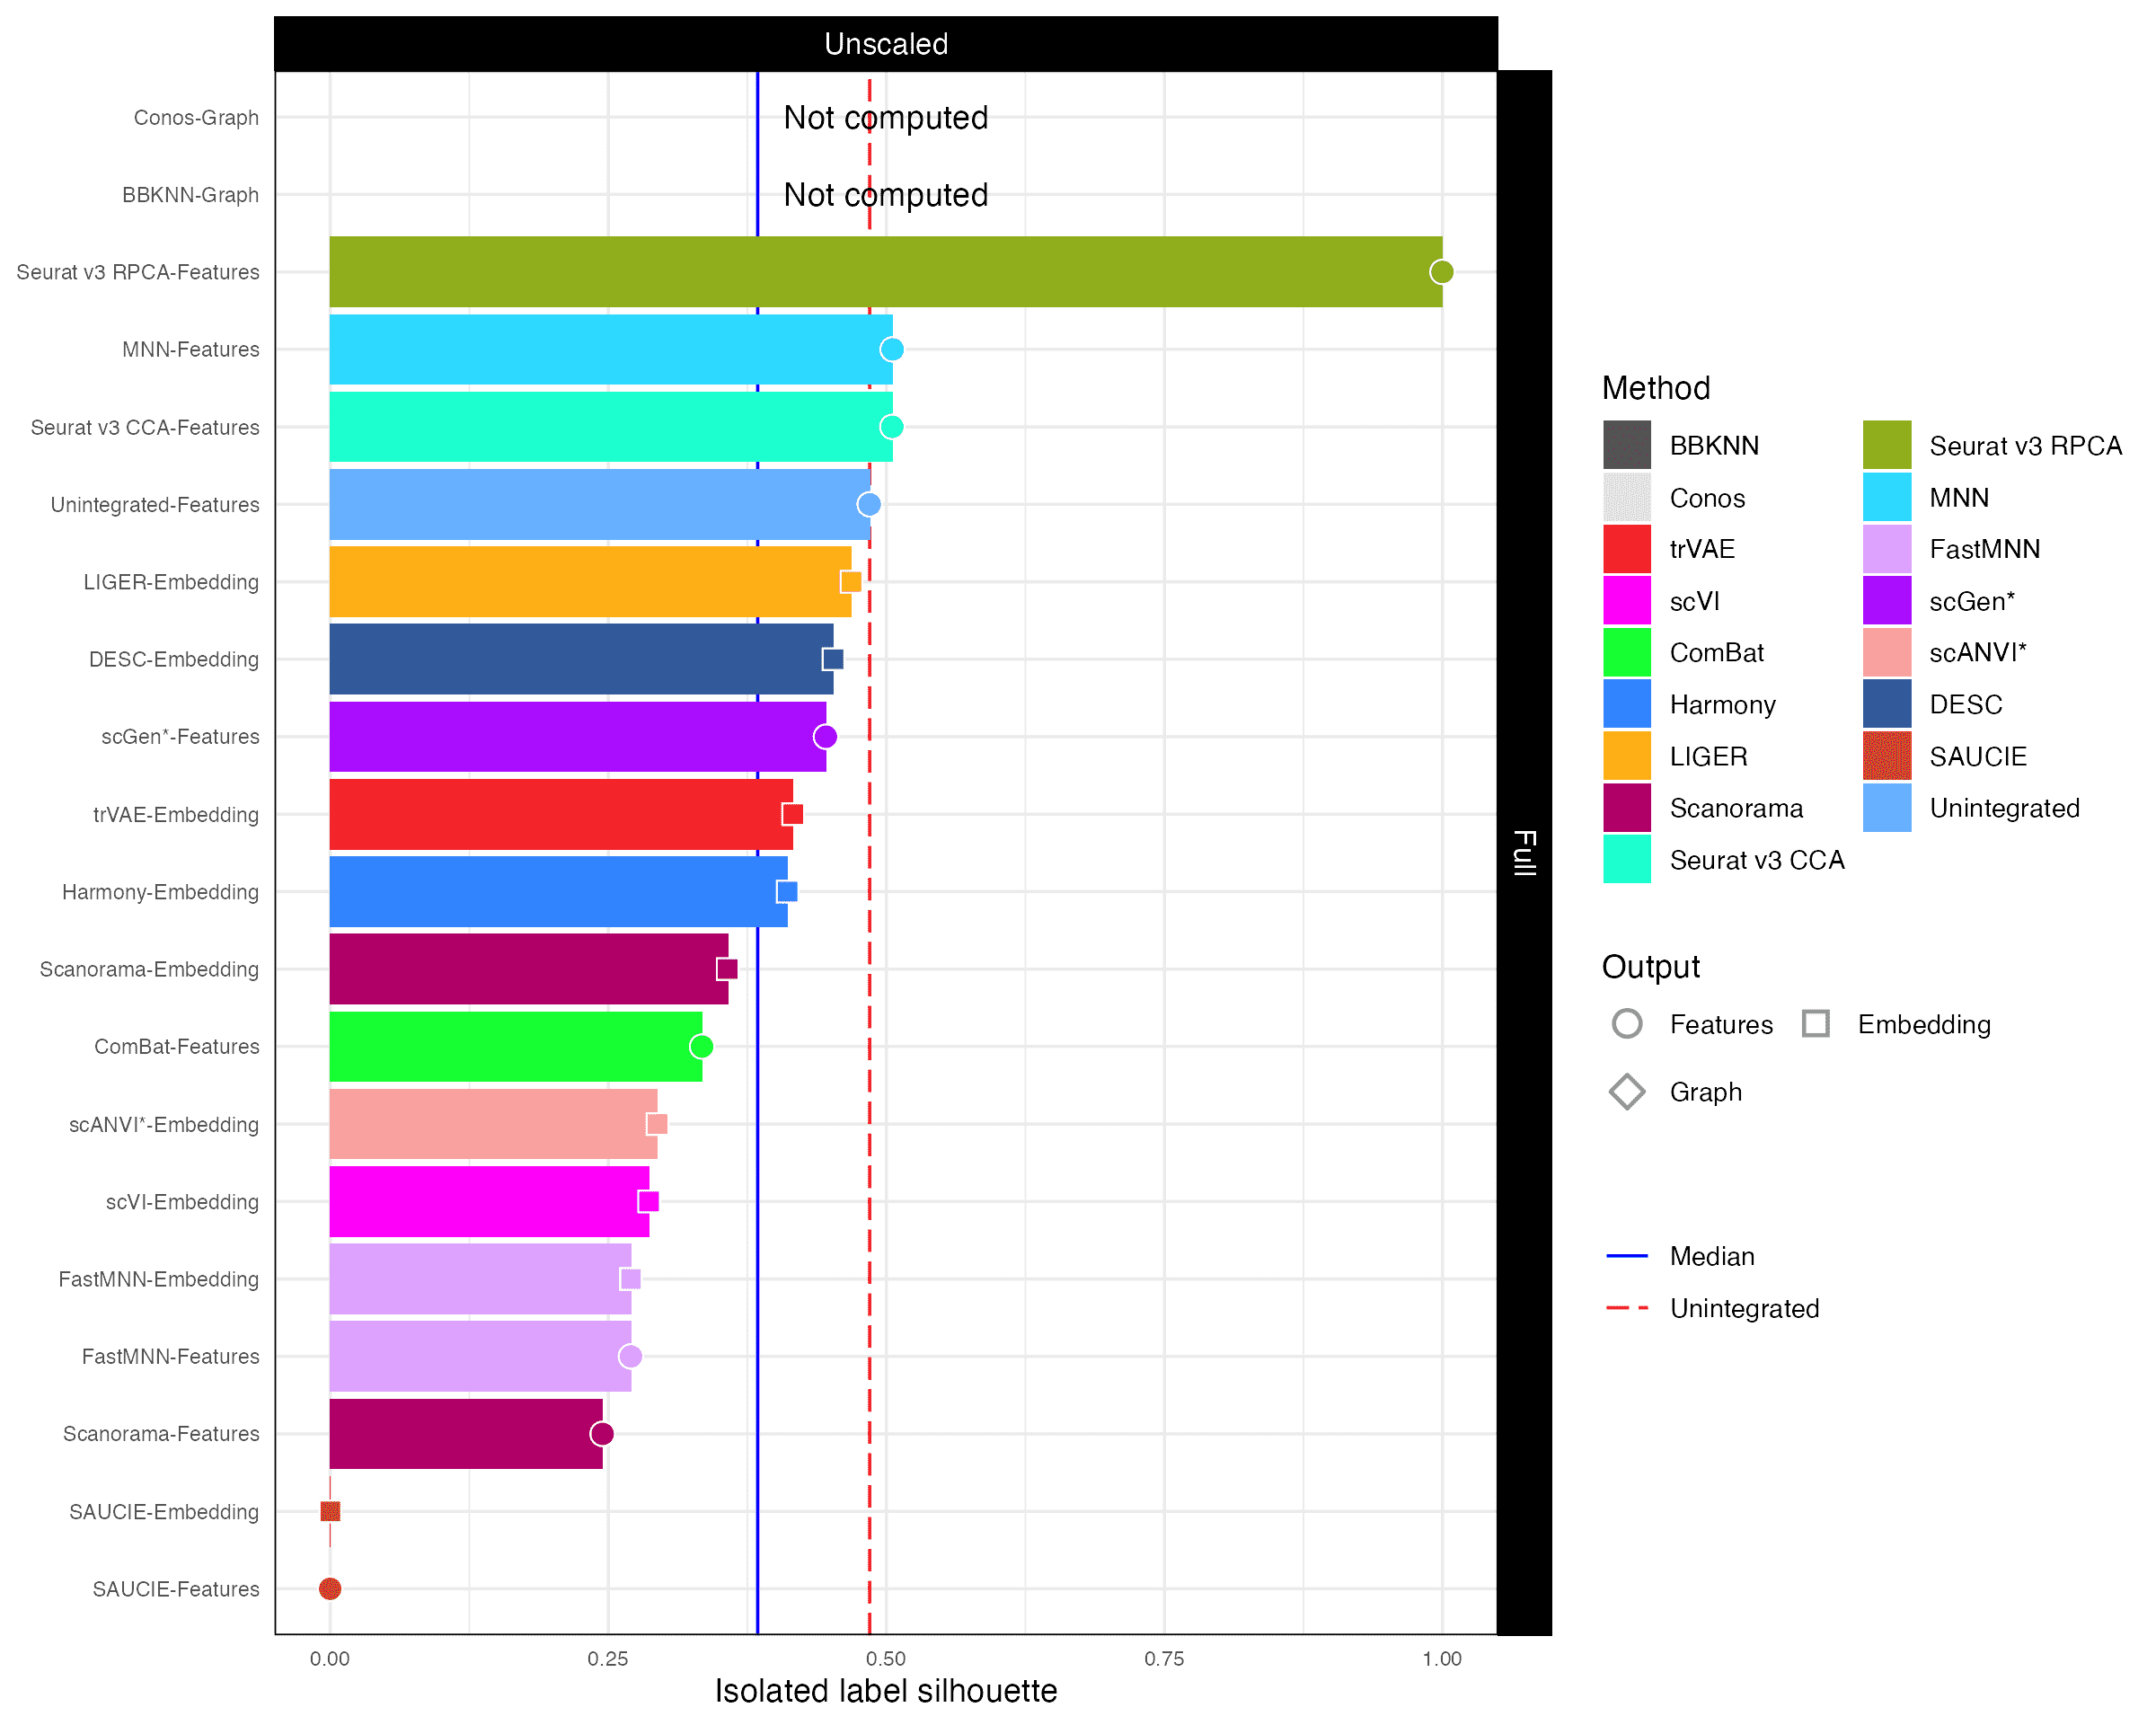 Unscaled
Conos-Graph
Not computed
BBKNN-Graph
Not computed
Seurat v3 RPCA-Features
MNN-Features
Seurat v3 CCA-Features
Unintegrated-Features
LIGER-Embedding
DESC-Embedding
scGen*-Features
trVAE-Embedding
Harmony-Embedding
Scanorama-Embedding
ComBat-Features
scANVI*-Embedding
scVI-Embedding
FastMNN-Embedding
FastMNN-Features
Scanorama-Features
SAUCIE-Embedding
SAUCIE-Features
0.00 0.25 0.50 0.75 1.00
Isolated label silhouette
Full
Method
BBKNN Seurat v3 RPCA
Conos MNN
trVAE FastMNN
scVI scGen*
ComBat scANVI*
Harmony DESC
LIGER SAUCIE
Scanorama Unintegrated
Seurat v3 CCA
Output
Features Embedding
Graph
Median
Unintegrated